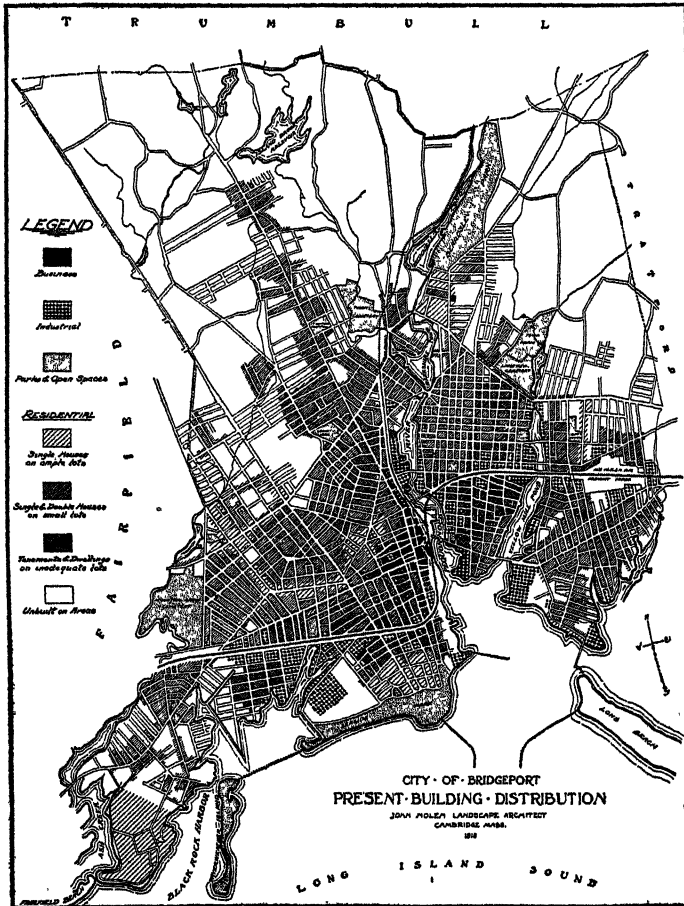 TRUMBULL
STRATFORD
FAIRFIELD
LEGEND
Business
Industrial
Parks & Open Spaces
RESIDENTIAL
Single Houses
on ample lots
Single & Double Houses
on small lots
Tenements & Dwellings
on inadequate lots
Unbuilt on Areas
LONG
BEACH
CITY · OF · BRIDGEPORT
PRESENT · BUILDING · DISTRIBUTION
JOHN NOLEN LANDSCAPE ARCHITECT
CAMBRIDGE MASS.
BLACK ROCK HARBOR
LONG ISLAND SOUND